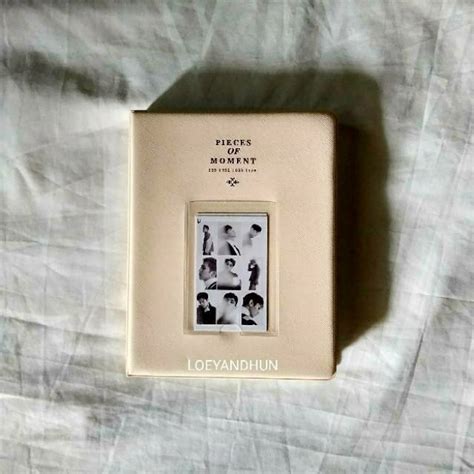 PIECES
OF
MOMENT
LOEYANDHUN